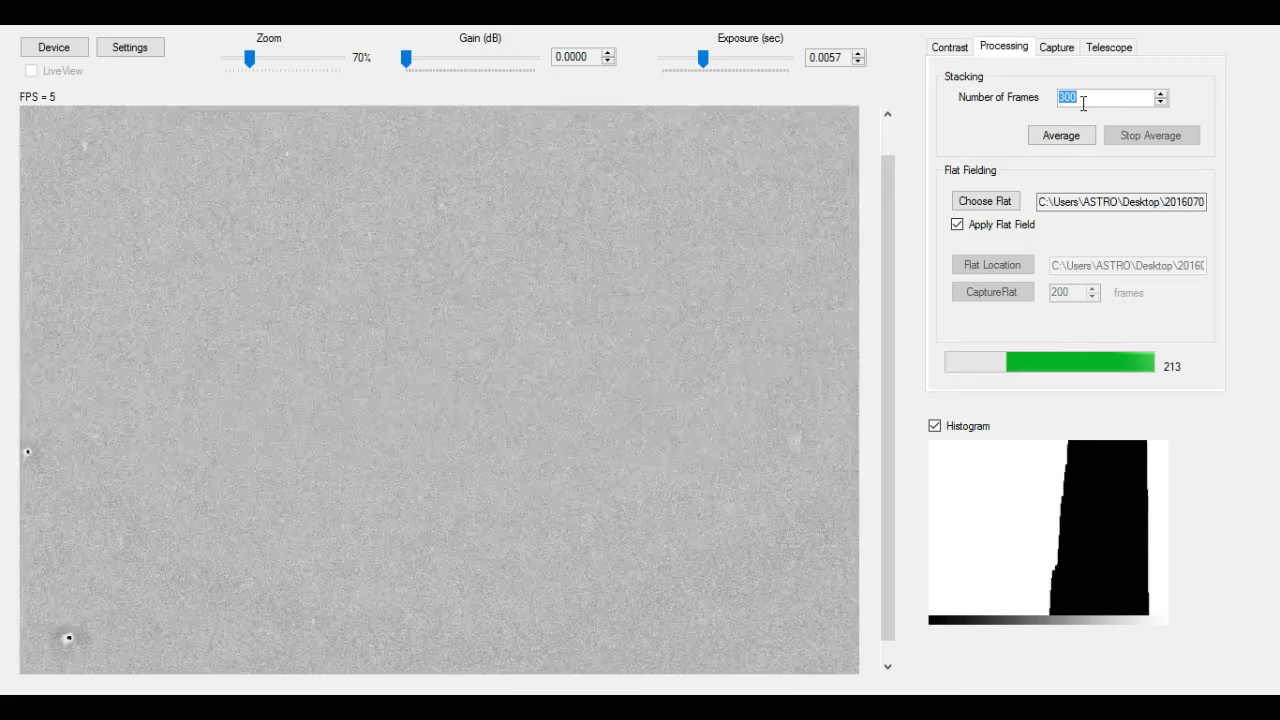 Device
Settings
LiveView
FPS = 5
Zoom
70%
Gain (dB)
0.0000
Exposure (sec)
0.0057
Contrast
Processing
Capture
Telescope
Stacking
Number of Frames
300
Average
Stop Average
Flat Fielding
Choose Flat
C:\Users\ASTRO\Desktop\2016070
Apply Flat Field
Flat Location
C:\Users\ASTRO\Desktop\2016(
CaptureFlat
200
frames
213
Histogram